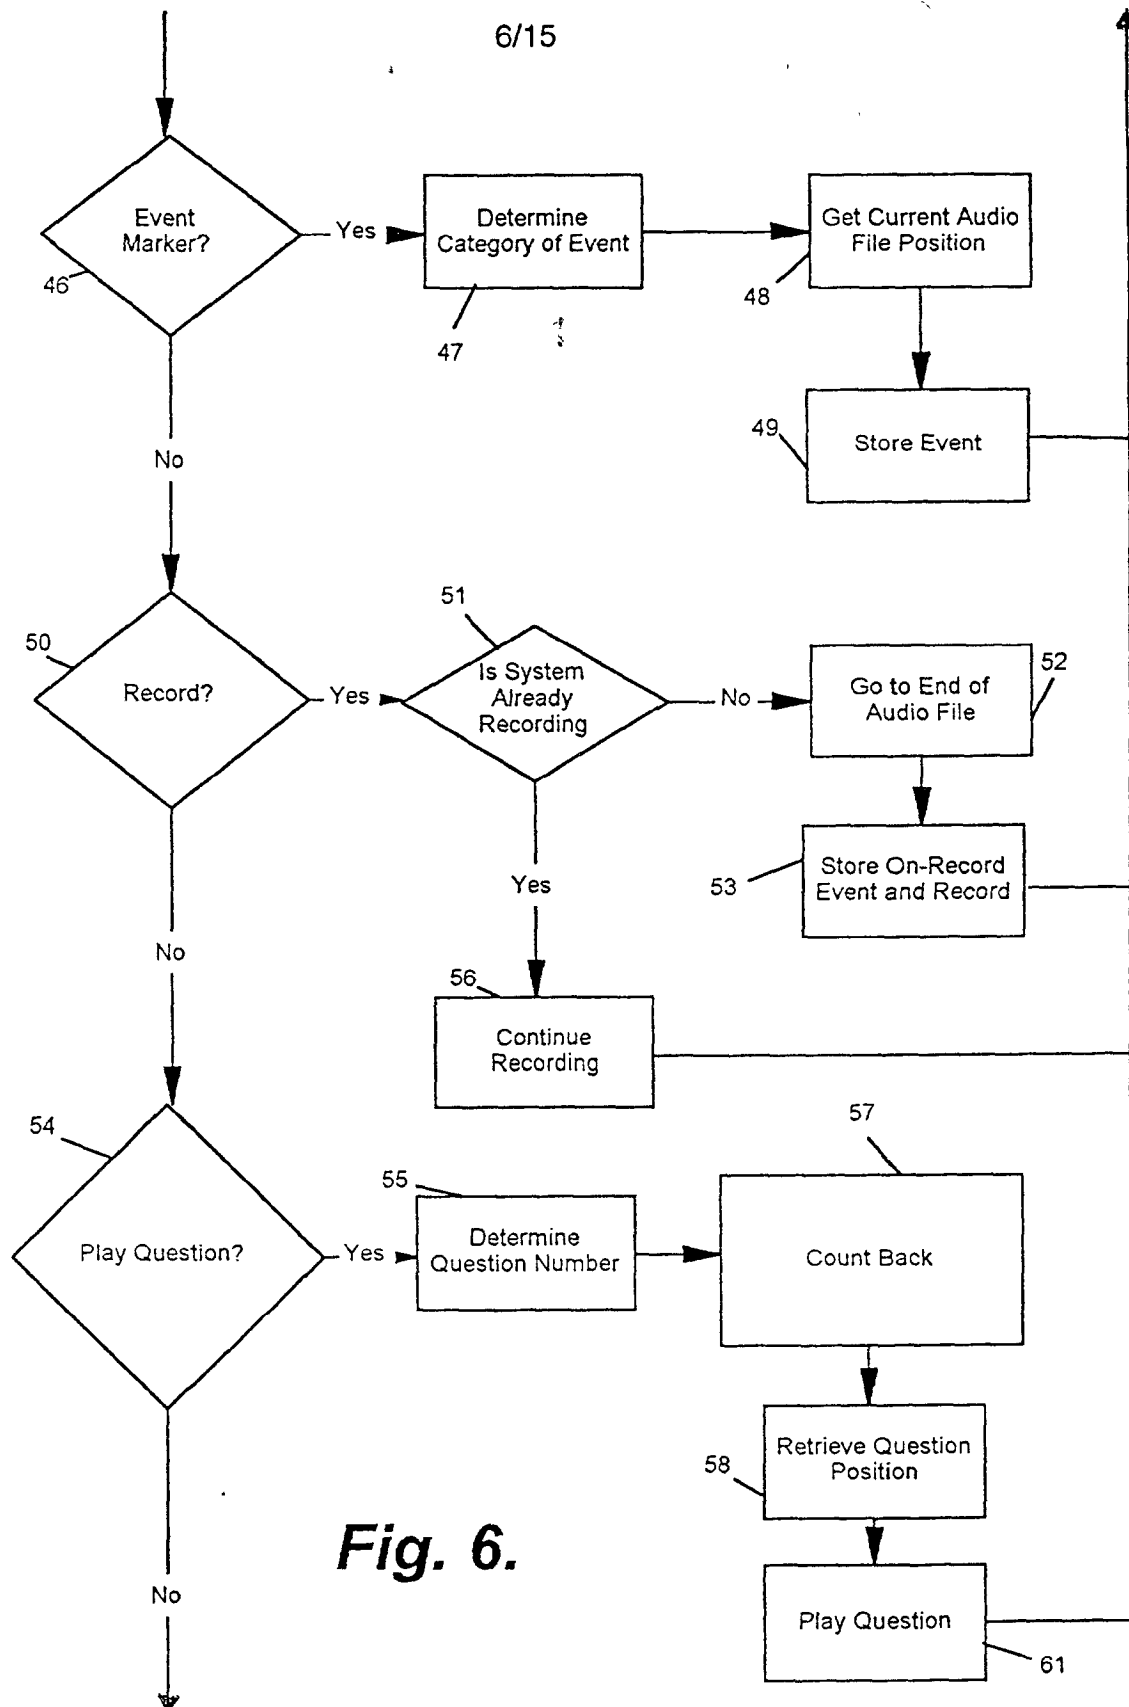 6/15
Event
Marker?
46
Yes
Determine
Category of Event
47
Get Current Audio
File Position
48
Store Event
49
No
Record?
50
Yes
Is System
Already
Recording
51
No
Go to End of
Audio File
52
Store On-Record
Event and Record
53
Yes
Continue
Recording
56
No
Play Question?
54
Yes
Determine
Question Number
55
Count Back
57
Retrieve Question
Position
58
Play Question
61
No
Fig. 6.